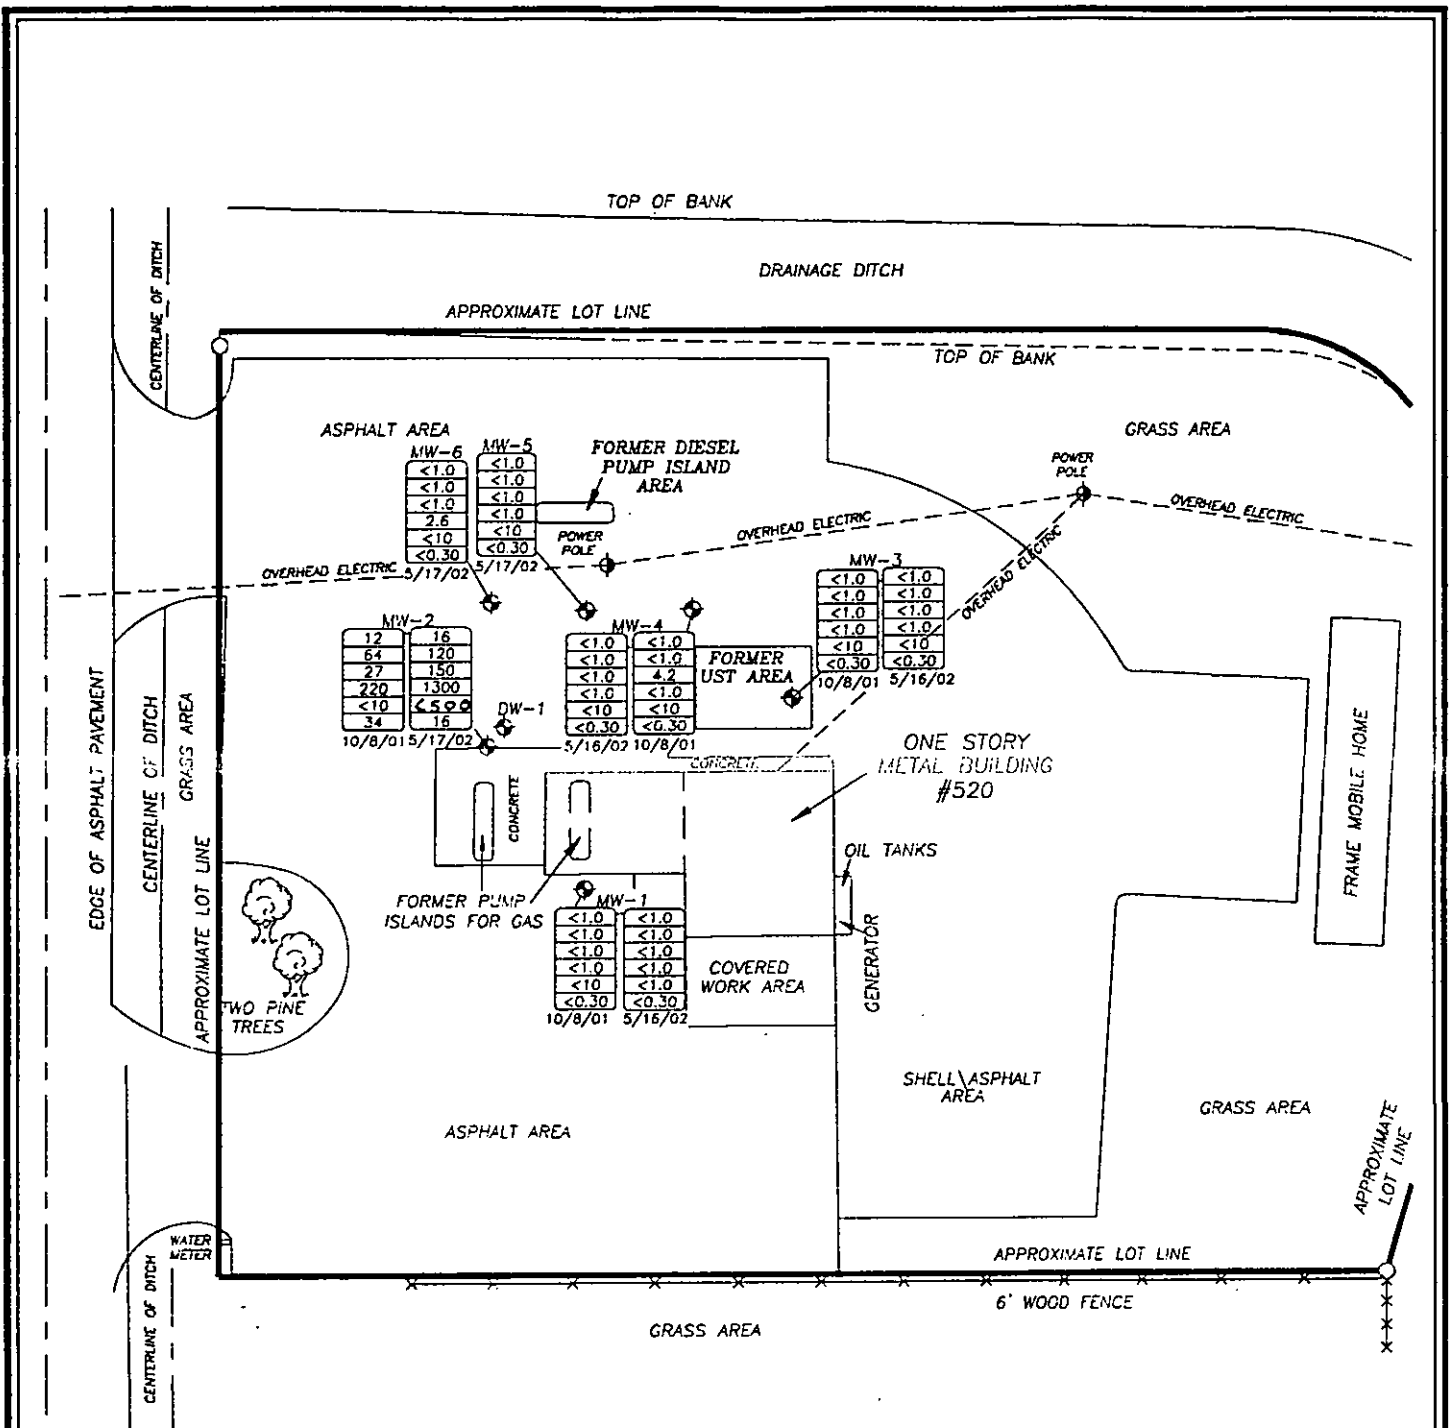 TOP OF BANK
DRAINAGE DITCH
CENTERLINE OF DITCH
APPROXIMATE LOT LINE
TOP OF BANK
ASPHALT AREA
GRASS AREA
MW-6
<1.0
<1.0
<1.0
2.6
<10
<0.30
5/17/02
MW-5
<1.0
<1.0
<1.0
<1.0
<10
<0.30
5/17/02
FORMER DIESEL
PUMP ISLAND
AREA
POWER
POLE
POWER
POLE
OVERHEAD ELECTRIC
OVERHEAD ELECTRIC
OVERHEAD ELECTRIC
OVERHEAD ELECTRIC
MW-3
<1.0
<1.0
<1.0
<1.0
<10
<0.30
10/8/01
<1.0
<1.0
<1.0
<1.0
<10
<0.30
5/16/02
MW-2
12
64
27
220
<10
34
10/8/01
16
120
150
1300
<500
16
5/17/02
MW-4
<1.0
<1.0
<1.0
<1.0
<10
<0.30
5/16/02
<1.0
<1.0
4.2
<1.0
<10
<0.30
10/8/01
FORMER
UST AREA
DW-1
CONCRETE
CONCRETE
ONE STORY
METAL BUILDING
#520
OIL TANKS
GENERATOR
FORMER PUMP
ISLANDS FOR GAS
MW-1
<1.0
<1.0
<1.0
<1.0
<10
<0.30
10/8/01
<1.0
<1.0
<1.0
<1.0
<1.0
<0.30
5/16/02
COVERED
WORK AREA
EDGE OF ASPHALT PAVEMENT
CENTERLINE OF DITCH
GRASS AREA
APPROXIMATE LOT LINE
TWO PINE
TREES
FRAME MOBILE HOME
SHELL\ASPHALT
AREA
GRASS AREA
ASPHALT AREA
APPROXIMATE
LOT LINE
WATER
METER
APPROXIMATE LOT LINE
6' WOOD FENCE
CENTERLINE OF DITCH
GRASS AREA